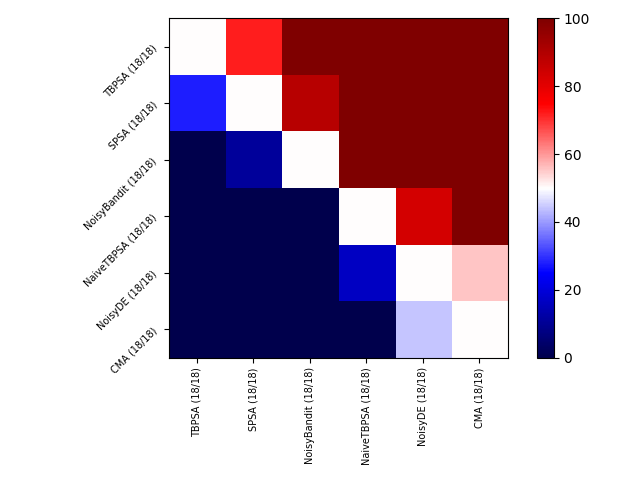 TBPSA (18/18)
SPSA (18/18)
NoisyBandit (18/18)
NaiveTBPSA (18/18)
NoisyDE (18/18)
CMA (18/18)
TBPSA (18/18)
SPSA (18/18)
NoisyBandit (18/18)
NaiveTBPSA (18/18)
NoisyDE (18/18)
CMA (18/18)
100
80
60
40
20
0